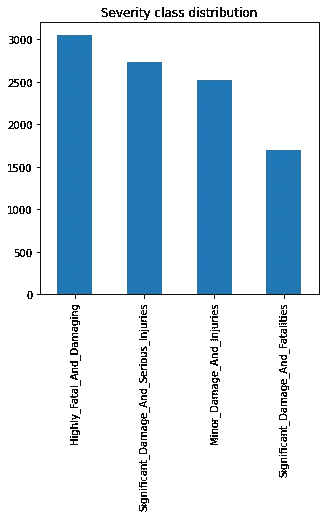 Severity class distribution
3000
2500
2000
1500
1000
500
0
Highly_Fatal_And_Damaging
Significant_Damage_And_Serious_Injuries
Minor_Damage_And_Injuries
Significant_Damage_And_Fatalities